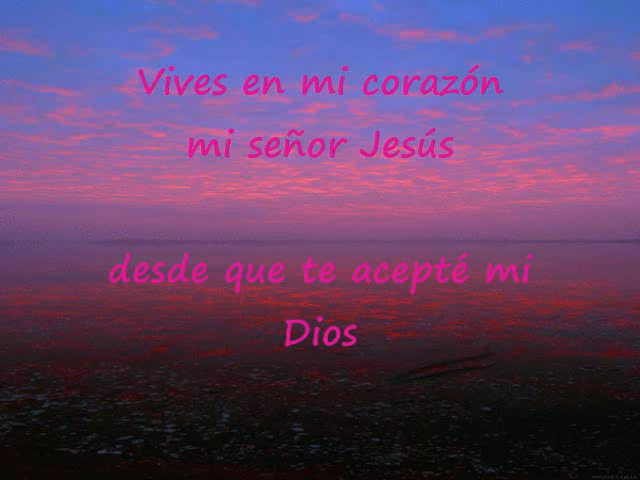 Vives en mi corazón
mi señor Jesús
desde que te acepté mi
Dios